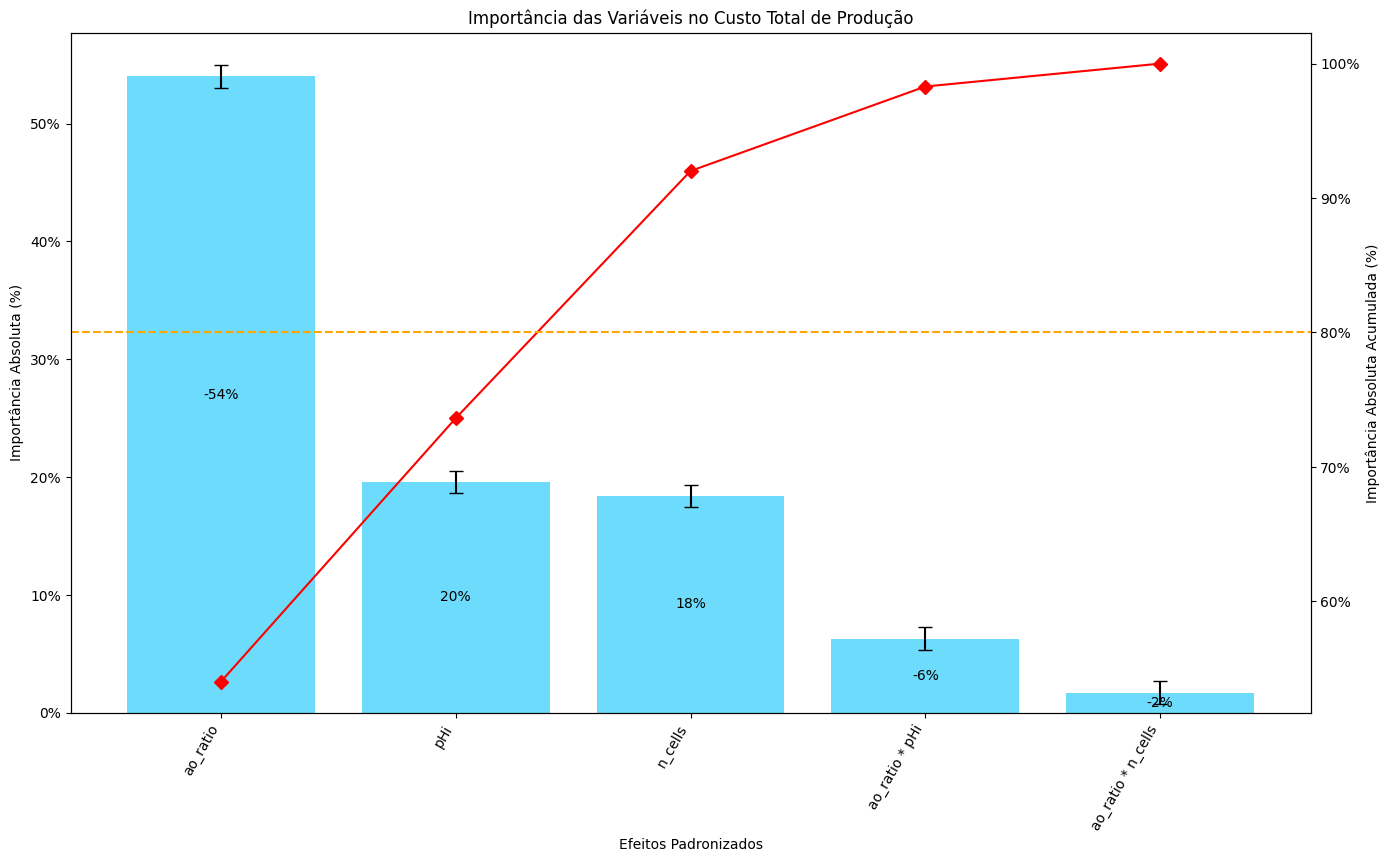 Importância das Variáveis no Custo Total de Produção
Importância Absoluta (%)
50%
40%
30%
20%
10%
0%
100%
90%
80%
70%
60%
Importância Absoluta Acumulada (%)
-54%
20%
18%
-6%
-2%
ao_ratio
pHi
n_cells
ao_ratio * pHi
ao_ratio * n_cells
Efeitos Padronizados